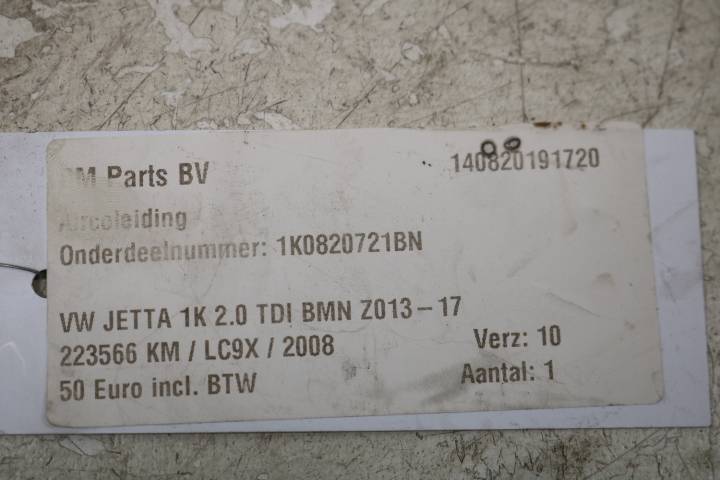 Parts BV
140820191720
Aircoleiding
Onderdeelnummer: 1K0820721BN
VW JETTA 1K 2.0 TDI BMN Z013-17
223566 KM / LC9X / 2008
Verz: 10
50 Euro incl. BTW
Aantal: 1